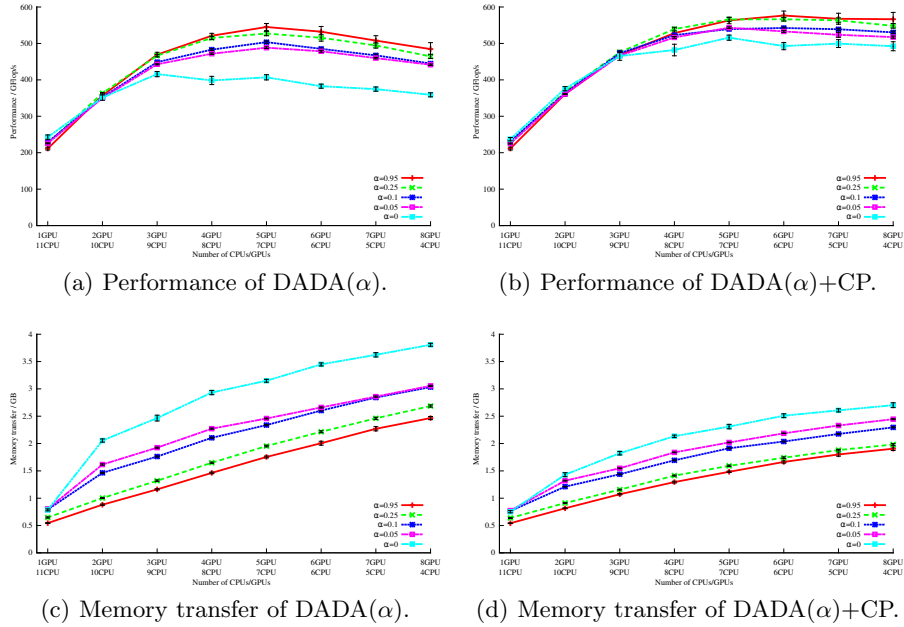 600
500
400
300
200
100
0
Performance / GFlop/s
α=0.95
α=0.25
α=0.1
α=0.05
α=0
1GPU 2GPU 3GPU 4GPU 5GPU 6GPU 7GPU 8GPU
11CPU 10CPU 9CPU 8CPU 7CPU 6CPU 5CPU 4CPU
Number of CPUs/GPUs
(a) Performance of DADA(α).
600
500
400
300
200
100
0
Performance / GFlop/s
α=0.95
α=0.25
α=0.1
α=0.05
α=0
1GPU 2GPU 3GPU 4GPU 5GPU 6GPU 7GPU 8GPU
11CPU 10CPU 9CPU 8CPU 7CPU 6CPU 5CPU 4CPU
Number of CPUs/GPUs
(b) Performance of DADA(α)+CP.
4
3.5
3
2.5
2
1.5
1
0.5
0
Memory transfer / GB
α=0.95
α=0.25
α=0.1
α=0.05
α=0
1GPU 2GPU 3GPU 4GPU 5GPU 6GPU 7GPU 8GPU
11CPU 10CPU 9CPU 8CPU 7CPU 6CPU 5CPU 4CPU
Number of CPUs/GPUs
(c) Memory transfer of DADA(α).
4
3.5
3
2.5
2
1.5
1
0.5
0
Memory transfer / GB
α=0.95
α=0.25
α=0.1
α=0.05
α=0
1GPU 2GPU 3GPU 4GPU 5GPU 6GPU 7GPU 8GPU
11CPU 10CPU 9CPU 8CPU 7CPU 6CPU 5CPU 4CPU
Number of CPUs/GPUs
(d) Memory transfer of DADA(α)+CP.